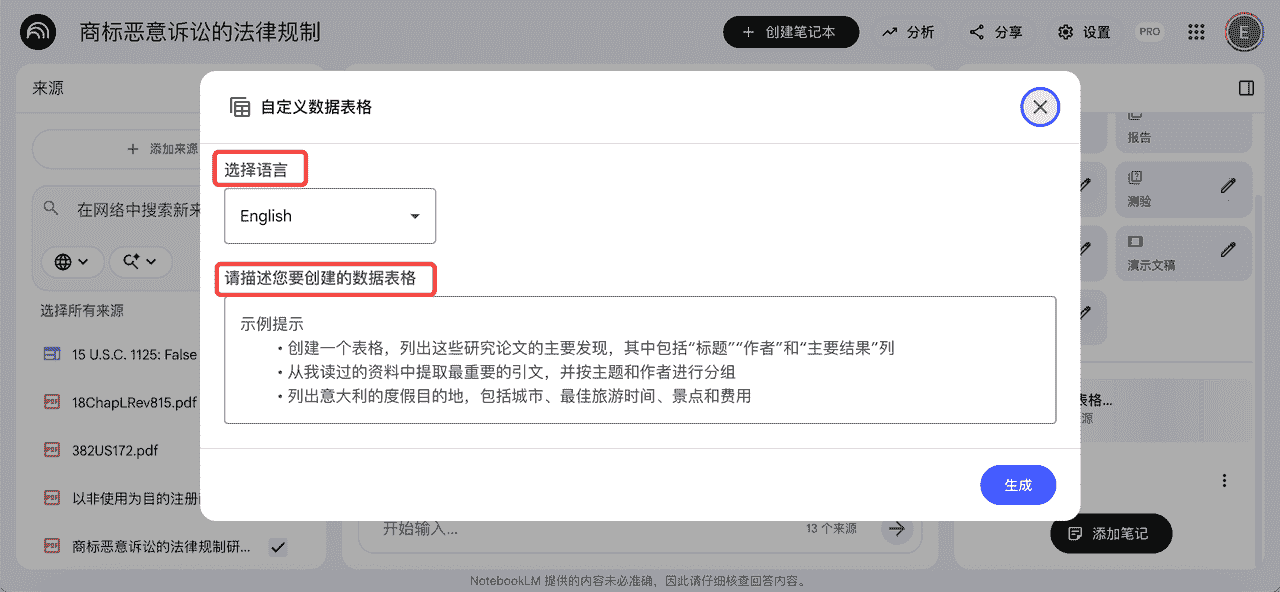 商标恶意诉讼的法律规制
+ 创建笔记本
分析
分享
设置
PRO
E
来源
+ 添加来源
在网络中搜索新来
选择所有来源
15 U.S.C. 1125: False
18ChapLRev815.pdf
382US172.pdf
以非使用为目的注册
商标恶意诉讼的法律规制研...
自定义数据表格
选择语言
English
请描述您要创建的数据表格
示例提示
• 创建一个表格，列出这些研究论文的主要发现，其中包括“标题”“作者”和“主要结果”列
• 从我读过的资料中提取最重要的引文，并按主题和作者进行分组
• 列出意大利的度假目的地，包括城市、最佳旅游时间、景点和费用
生成
报告
测验
演示文稿
表格...
源
开始输入...
13 个来源
添加笔记
NotebookLM 提供的内容未必准确，因此请仔细核查回答内容。